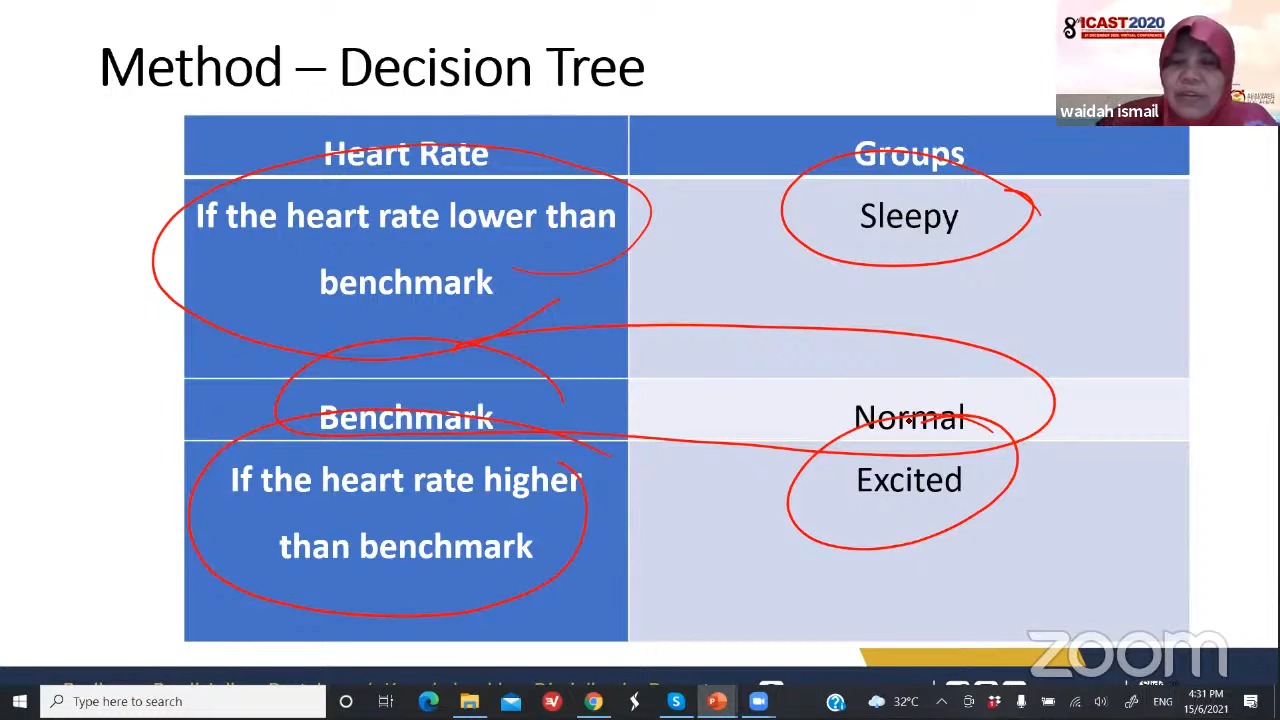 Method – Decision Tree
8th ICAST2020
waidah ismail
Heart Rate
Groups
If the heart rate lower than
benchmark
Sleepy
Benchmark
Normal
If the heart rate higher
than benchmark
Excited
zoom
Type here to search
32°C
ENG
4:31 PM
15/6/2021